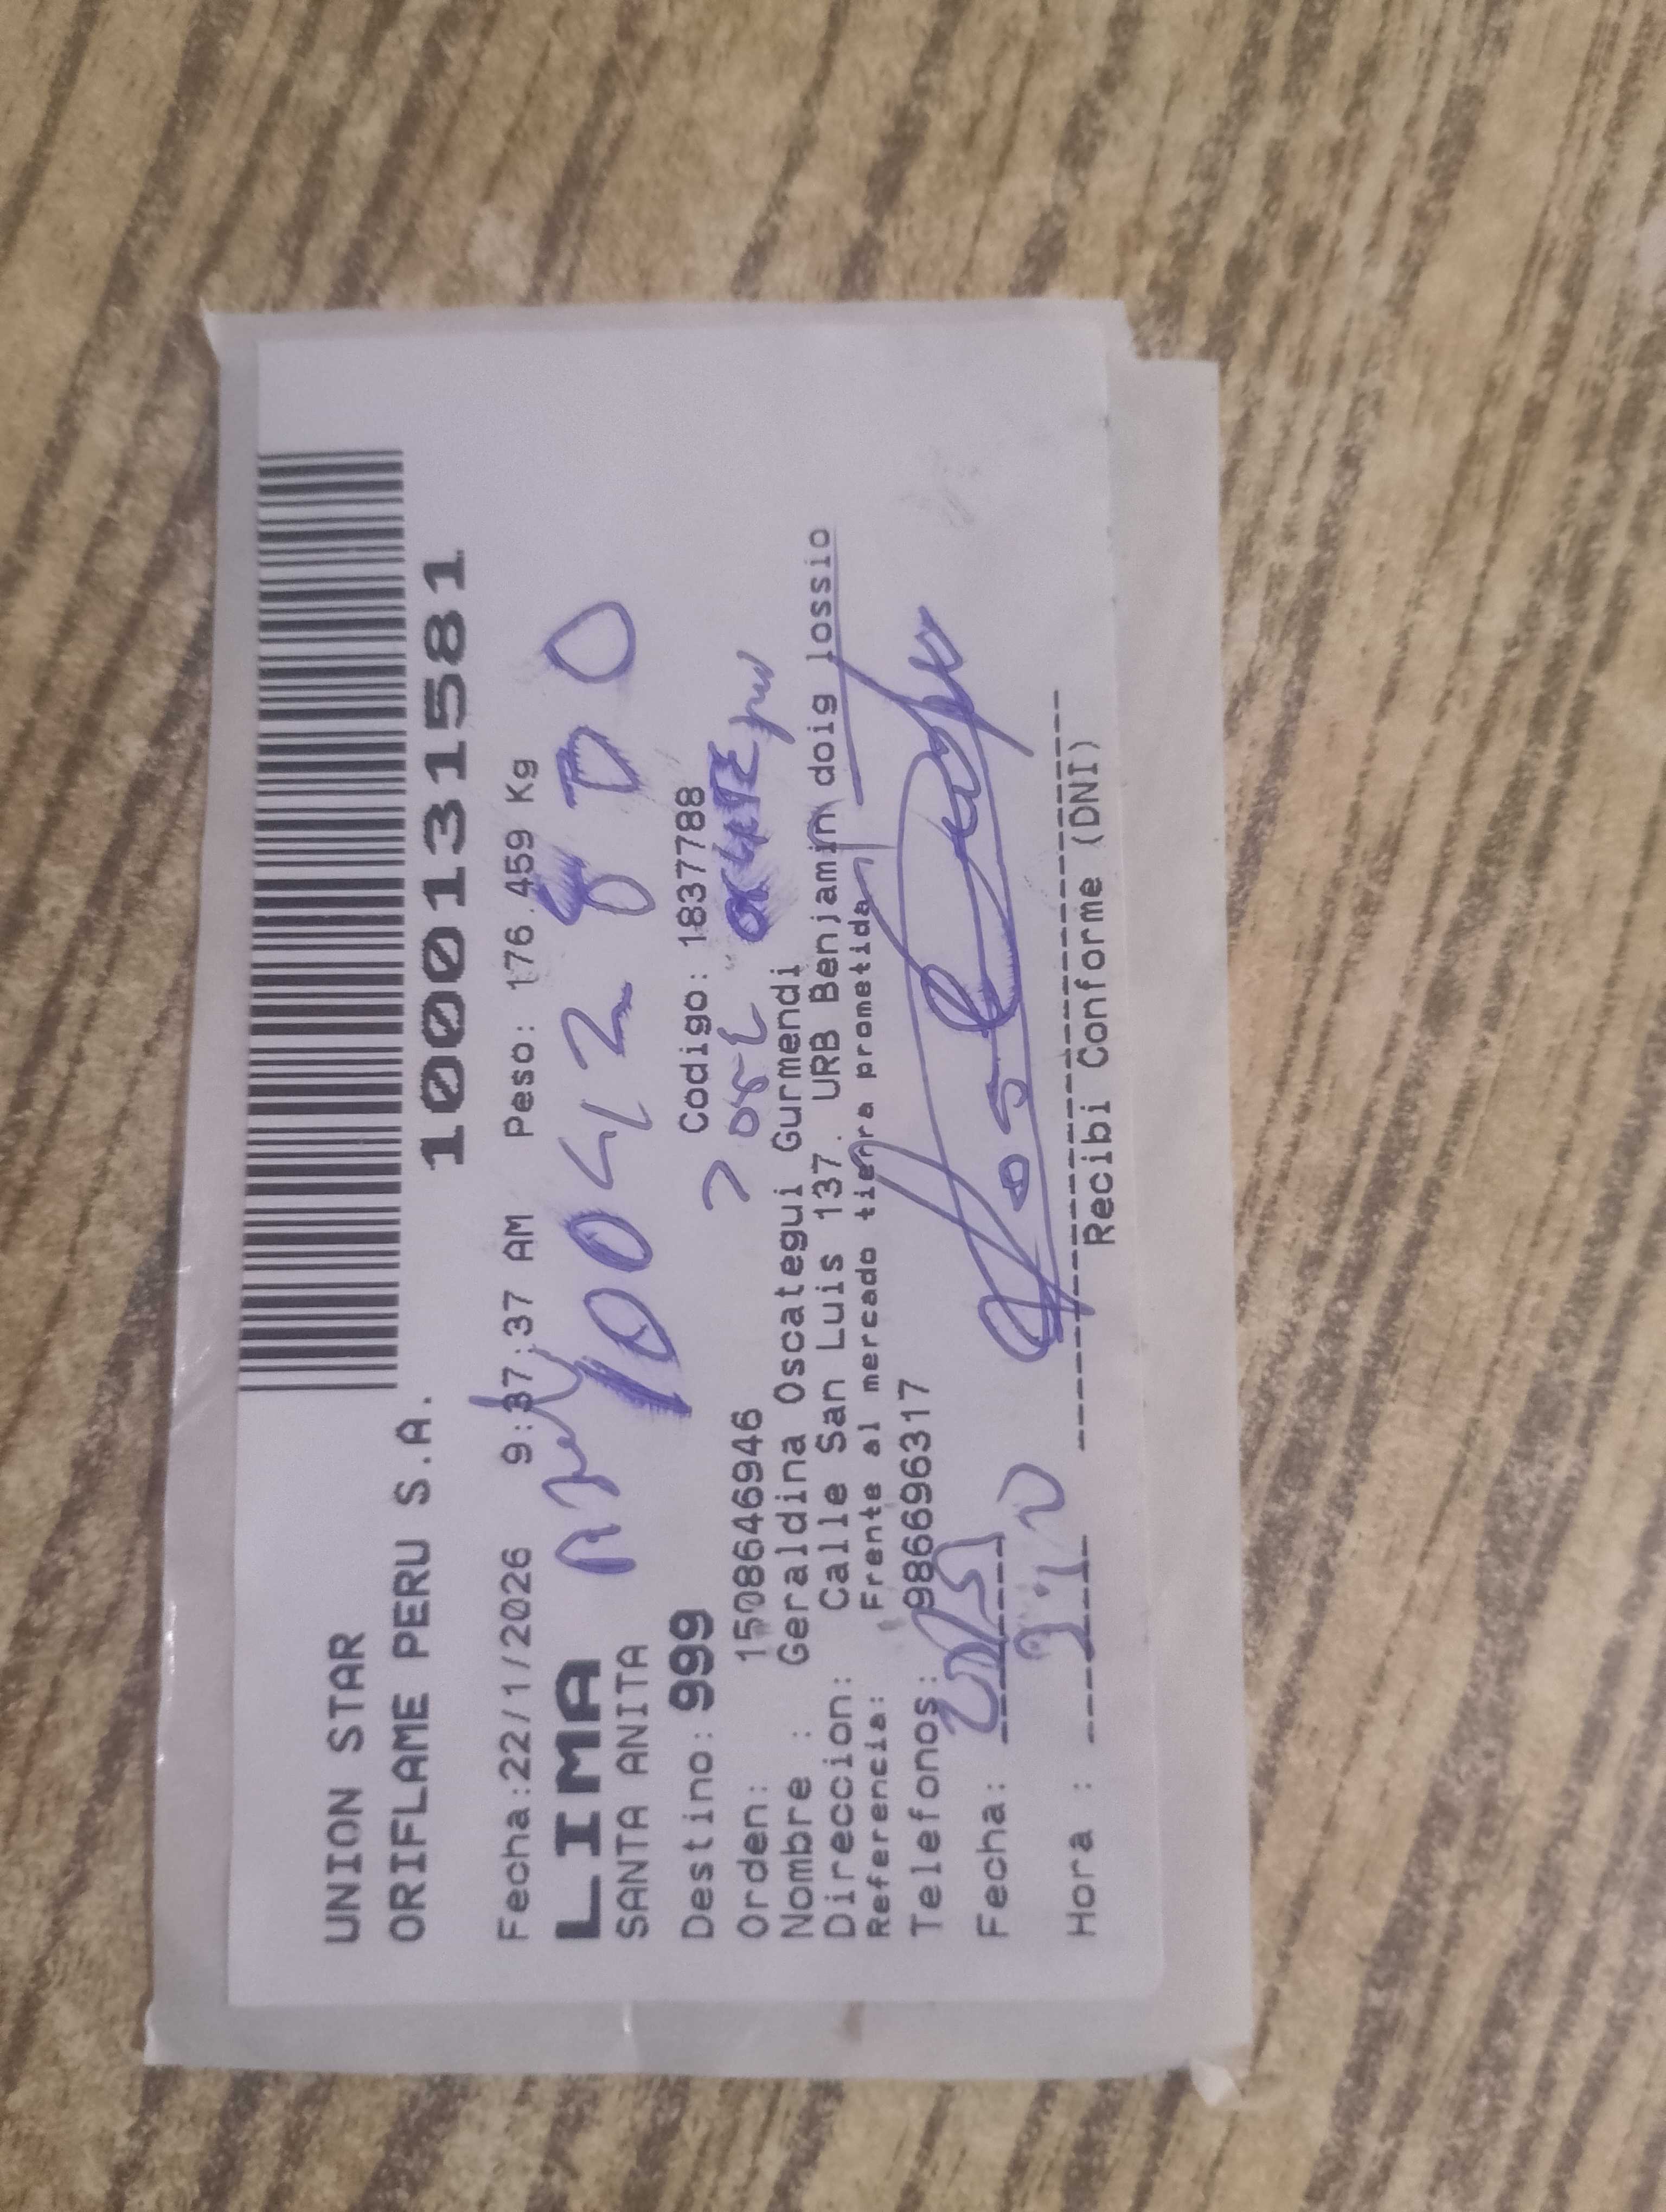 UNION STAR
ORIFLAME PERU S.A.
1000131581
Fecha:22/1/2026 9:37:37 AM Peso: 176.459 Kg
LIMA
SANTA ANITA
Destino: 999 Codigo: 1837788
Orden: 1508646946
Nombre : Geraldina Oscategui Gurmendi
Direccion: Calle San Luis 137. URB Benjamin doig lossio
Referencia: Frente al mercado tierra prometida
Telefonos: 986696317
Fecha:
Hora :
Recibi Conforme (DNI)